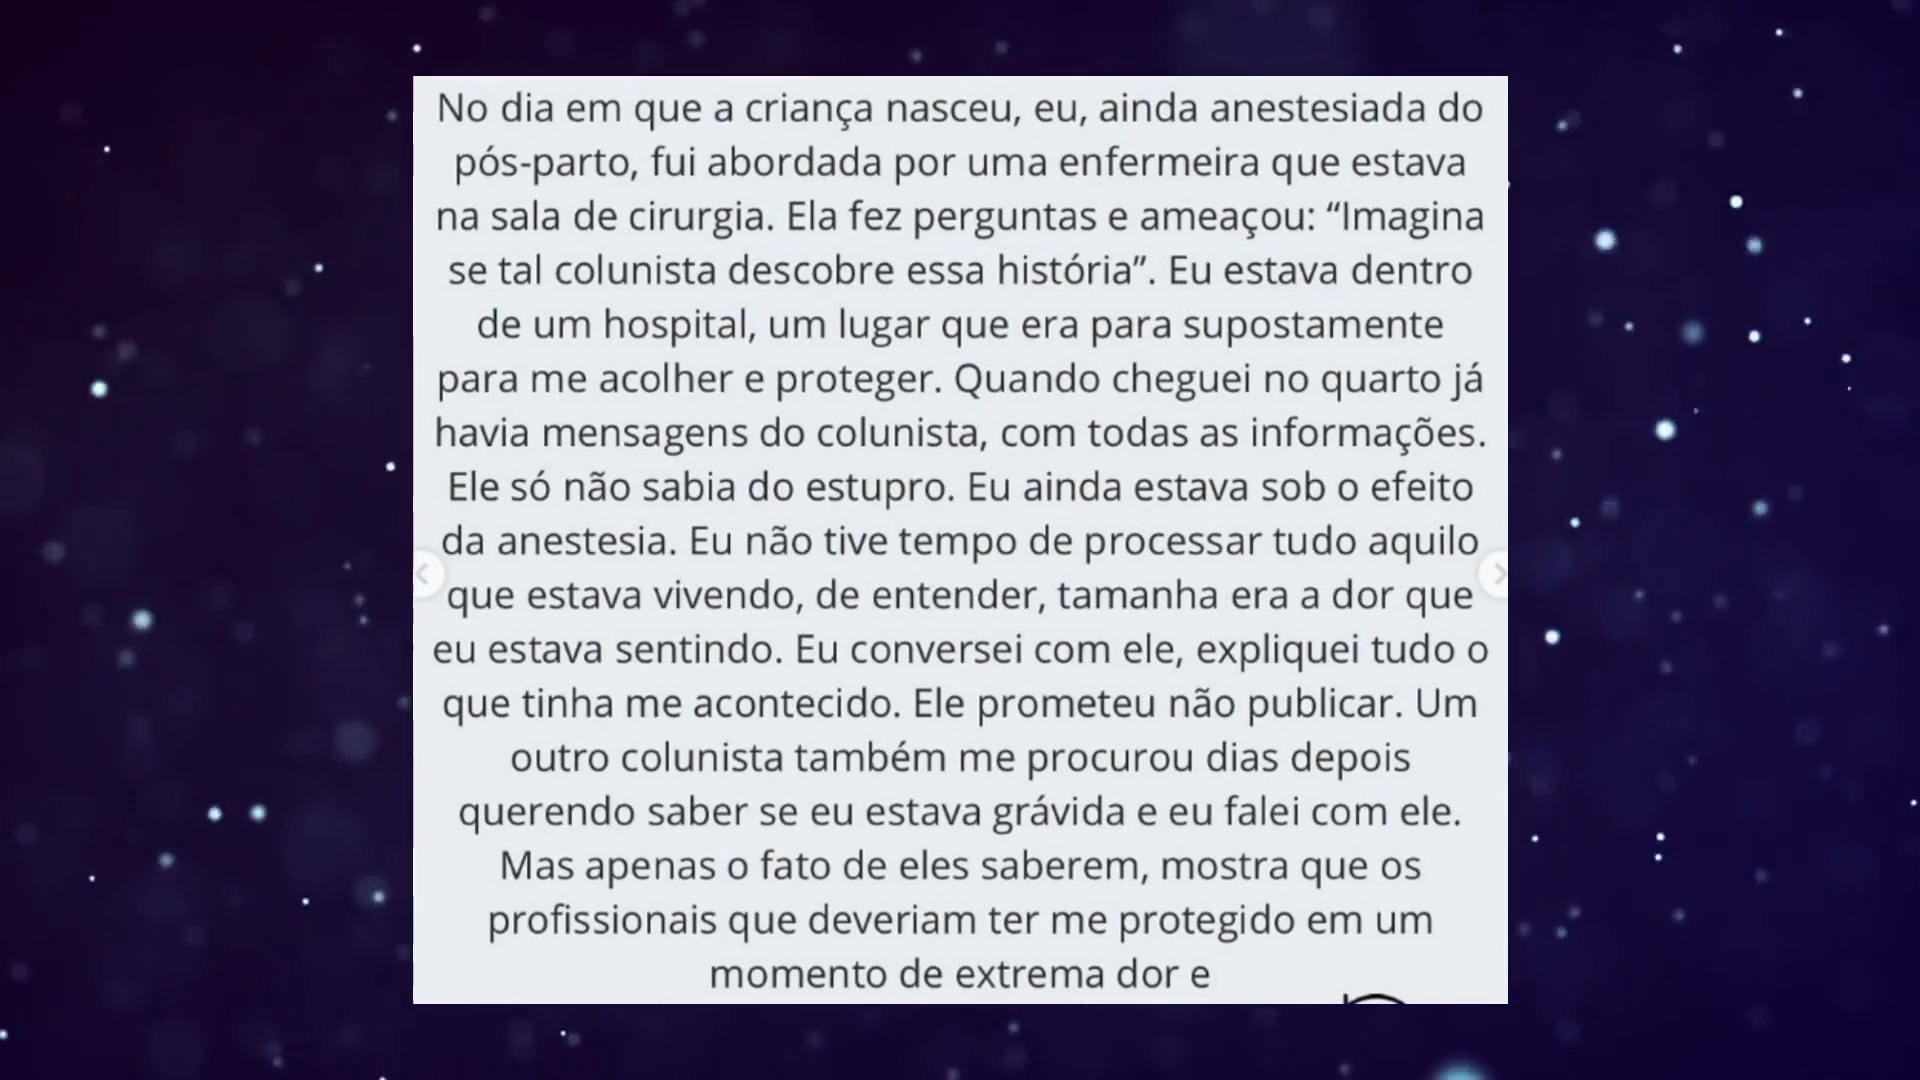 No dia em que a criança nasceu, eu, ainda anestesiada do
pós-parto, fui abordada por uma enfermeira que estava
na sala de cirurgia. Ela fez perguntas e ameaçou: “Imagina
se tal colunista descobre essa história”. Eu estava dentro
de um hospital, um lugar que era para supostamente
para me acolher e proteger. Quando cheguei no quarto já
havia mensagens do colunista, com todas as informações.
Ele só não sabia do estupro. Eu ainda estava sob o efeito
da anestesia. Eu não tive tempo de processar tudo aquilo
que estava vivendo, de entender, tamanha era a dor que
eu estava sentindo. Eu conversei com ele, expliquei tudo o
que tinha me acontecido. Ele prometeu não publicar. Um
outro colunista também me procurou dias depois
querendo saber se eu estava grávida e eu falei com ele.
Mas apenas o fato de eles saberem, mostra que os
profissionais que deveriam ter me protegido em um
momento de extrema dor e